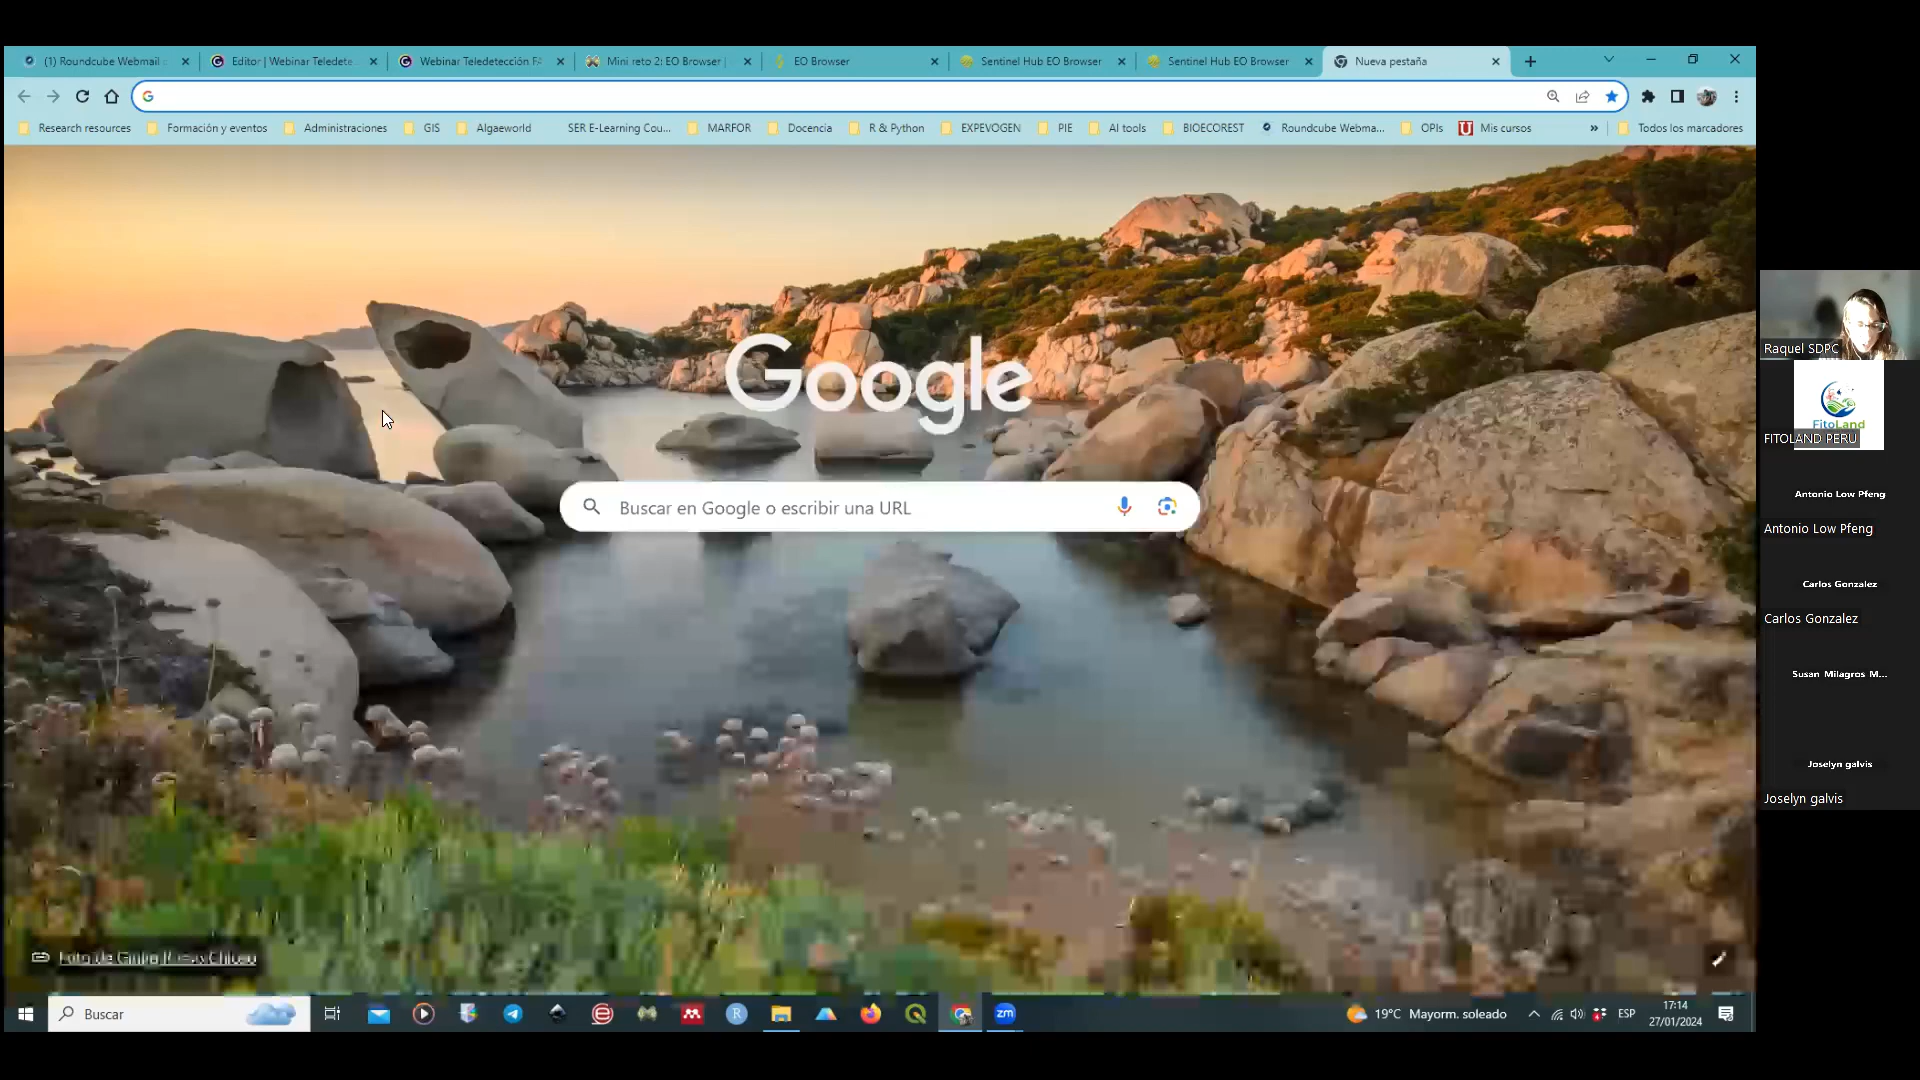 (1) Roundcube Webmail
Editor | Webinar Teledete
Webinar Teledetección FA
Mini reto 2: EO Browser |
EO Browser
Sentinel Hub EO Browser
Sentinel Hub EO Browser
Nueva pestaña
Research resources
Formación y eventos
Administraciones
GIS
Algaeworld
SER E-Learning Cou...
MARFOR
Docencia
R & Python
EXPEVOGEN
PIE
AI tools
BIOECOREST
Roundcube Webma...
OPIs
Mis cursos
»
Todos los marcadores
Google
Buscar en Google o escribir una URL
Raquel SDPC
FitoLand
FITOLAND PERU
Antonio Low Pfeng
Antonio Low Pfeng
Carlos Gonzalez
Carlos Gonzalez
Susan Milagros M...
Joselyn galvis
Joselyn galvis
Foto de
Buscar
zm
19°C Mayorm. soleado
ESP
17:14
27/01/2024